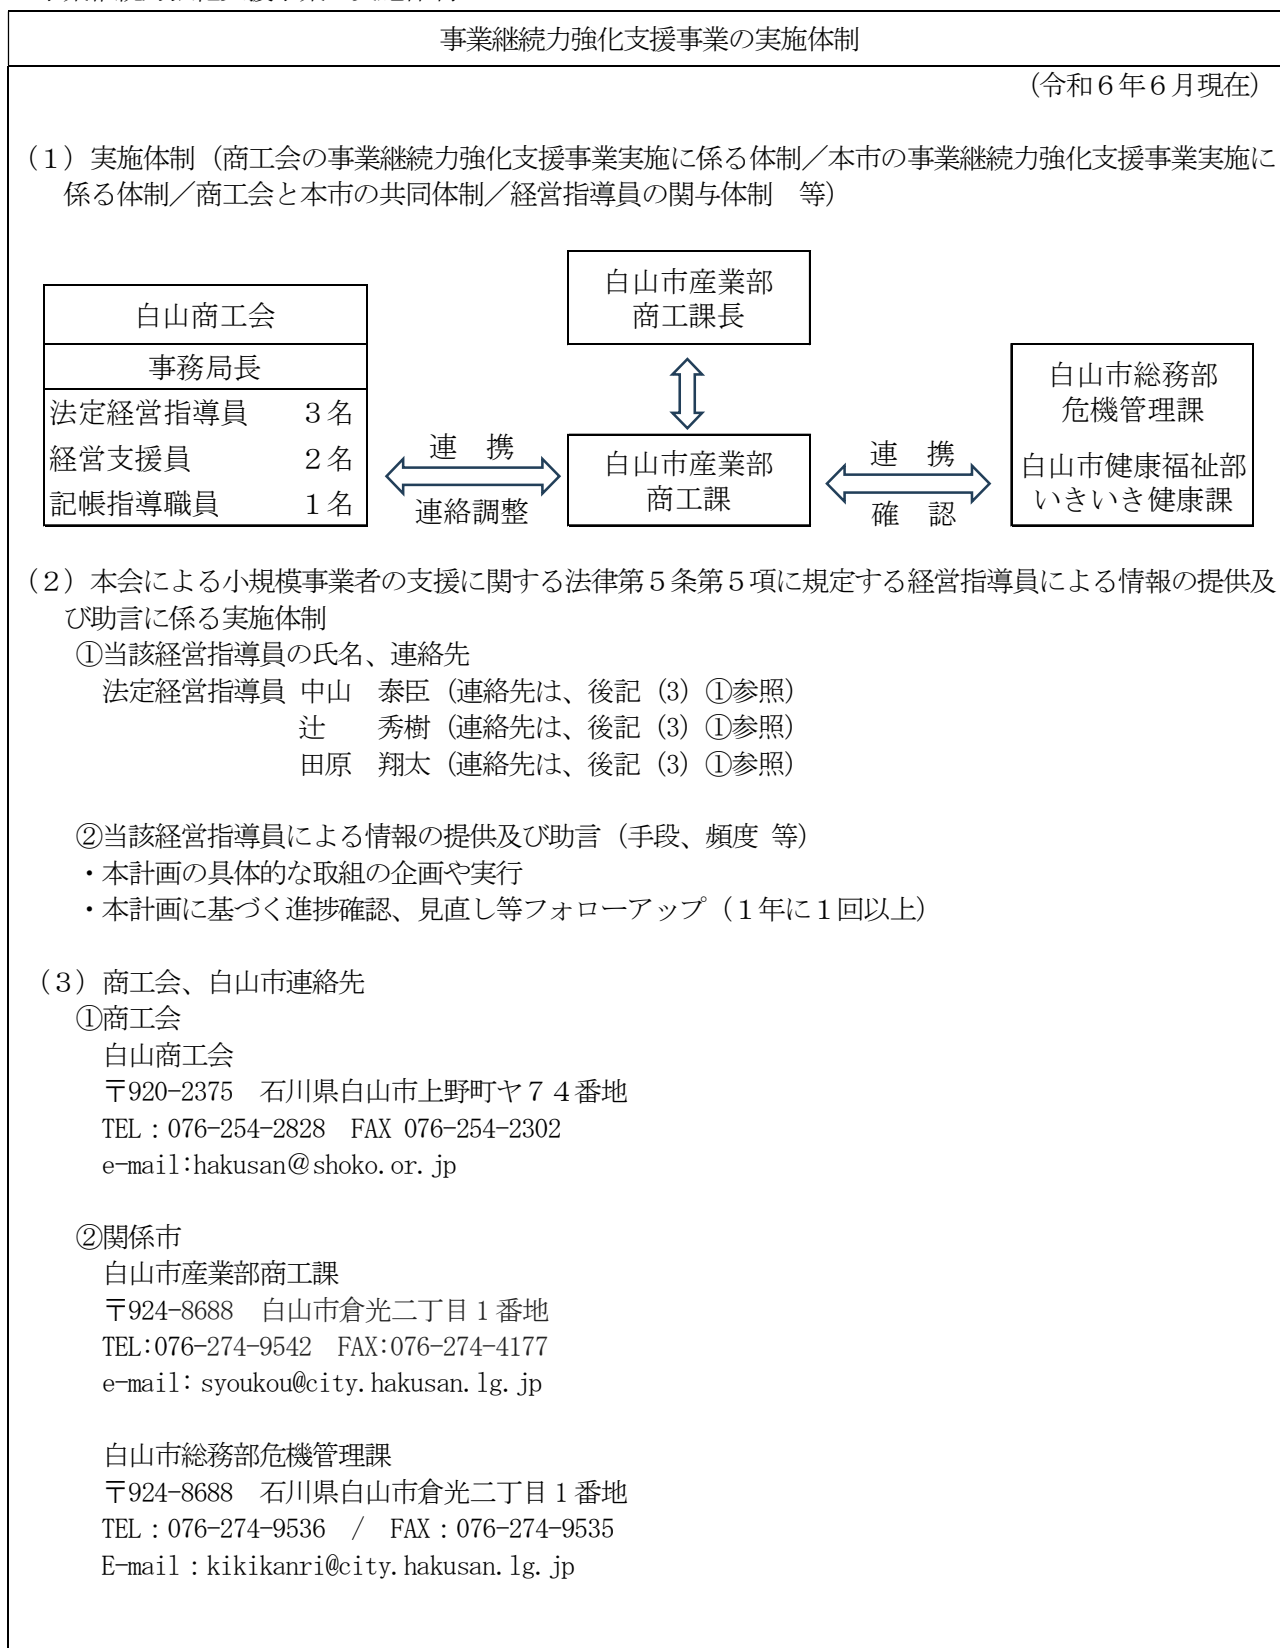 事業継続力強化支援事業の実施体制
（令和６年６月現在）
（１）実施体制（商工会の事業継続力強化支援事業実施に係る体制／本市の事業継続力強化支援事業実施に
係る体制／商工会と本市の共同体制／経営指導員の関与体制　等）
白山商工会
事務局長
法定経営指導員　３名
経営支援員　２名
記帳指導職員　１名
連　携
連絡調整
白山市産業部
商工課長
白山市産業部
商工課
連　携
確　認
白山市総務部
危機管理課
白山市健康福祉部
いきいき健康課
（２）本会による小規模事業者の支援に関する法律第５条第５項に規定する経営指導員による情報の提供及
び助言に係る実施体制
①当該経営指導員の氏名、連絡先
法定経営指導員 中山　泰臣（連絡先は、後記（3）①参照）
辻　　秀樹（連絡先は、後記（3）①参照）
田原　翔太（連絡先は、後記（3）①参照）
②当該経営指導員による情報の提供及び助言（手段、頻度 等）
・本計画の具体的な取組の企画や実行
・本計画に基づく進捗確認、見直し等フォローアップ（１年に１回以上）
（３）商工会、白山市連絡先
①商工会
白山商工会
〒920-2375　石川県白山市上野町ヤ７４番地
TEL：076-254-2828　FAX 076-254-2302
e-mail:hakusan＠shoko.or.jp
②関係市
白山市産業部商工課
〒924-8688　白山市倉光二丁目１番地
TEL:076-274-9542　FAX:076-274-4177
e-mail: syoukou@city.hakusan.lg.jp
白山市総務部危機管理課
〒924-8688　石川県白山市倉光二丁目１番地
TEL：076-274-9536　/　FAX：076-274-9535
E-mail：kikikanri@city.hakusan.lg.jp